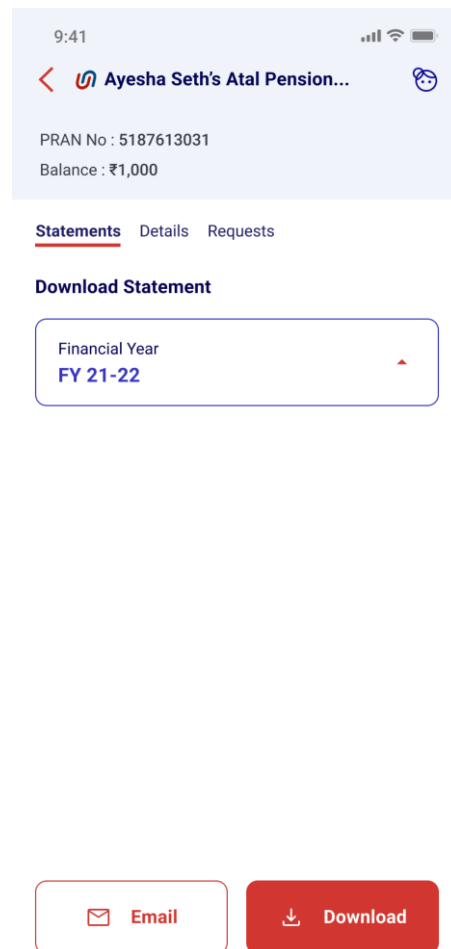 9:41
Ayesha Seth's Atal Pension...
PRAN No : 5187613031
Balance : ₹1,000
Statements Details Requests
Download Statement
Financial Year
FY 21-22
Email Download